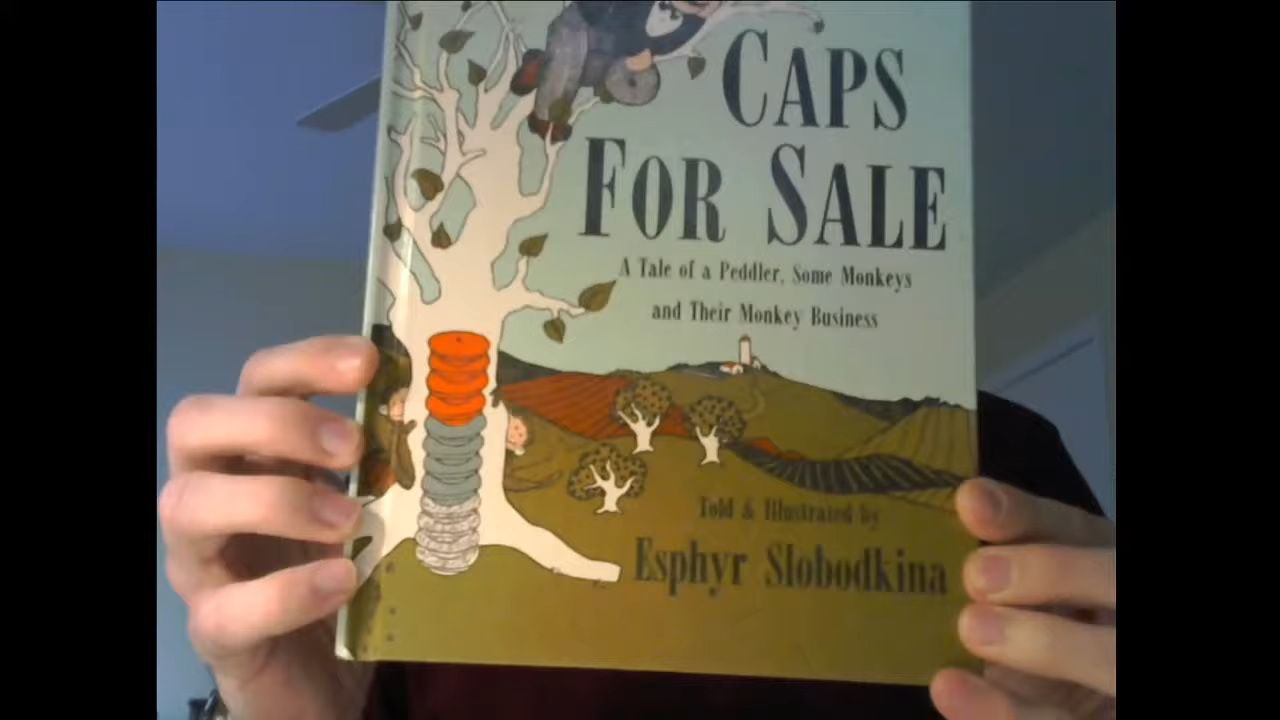 CAPS
FOR SALE
A Tale of a Peddler, Some Monkeys
and Their Monkey Business
Told & Illustrated by
Esphyr Slobodkina